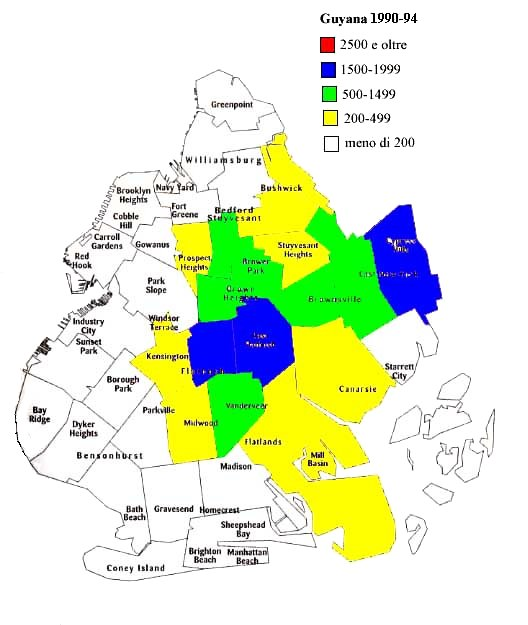 Guyana 1990-94
2500 e oltre
1500-1999
500-1499
200-499
meno di 200
Greenpoint
Williamsburg
Bushwick
Brooklyn
Heights
Navy Yard
Fort
Greene
Bedford
Stuyvesant
Cobble
Hill
Carroll
Gardens
Gowanus
Red
Hook
Prospect
Heights
Stuyvesant
Heights
Brower
Park
Park
Slope
Crown
Heights
Brownsville
Industry
City
Windsor
Terrace
Sunset
Park
Kensington
Flatbush
Starrett
City
Borough
Park
Canarsie
Bay
Ridge
Parkville
Vanderveer
Dyker
Heights
Midwood
Flatlands
Bensonhurst
Mill
Basin
Madison
Bath
Beach
Gravesend
Homecrest
Sheepshead
Bay
Brighton
Beach
Manhattan
Beach
Coney Island